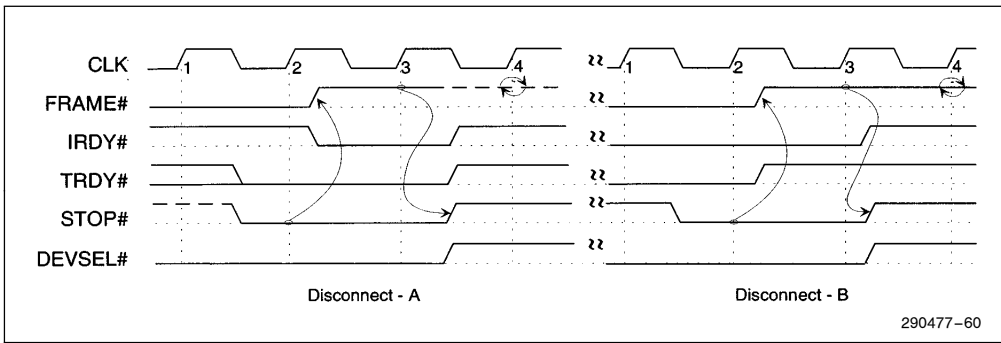 CLK 1 2 3 4 1 2 3 4
FRAME#
IRDY#
TRDY#
STOP#
DEVSEL#
Disconnect - A Disconnect - B
290477-60